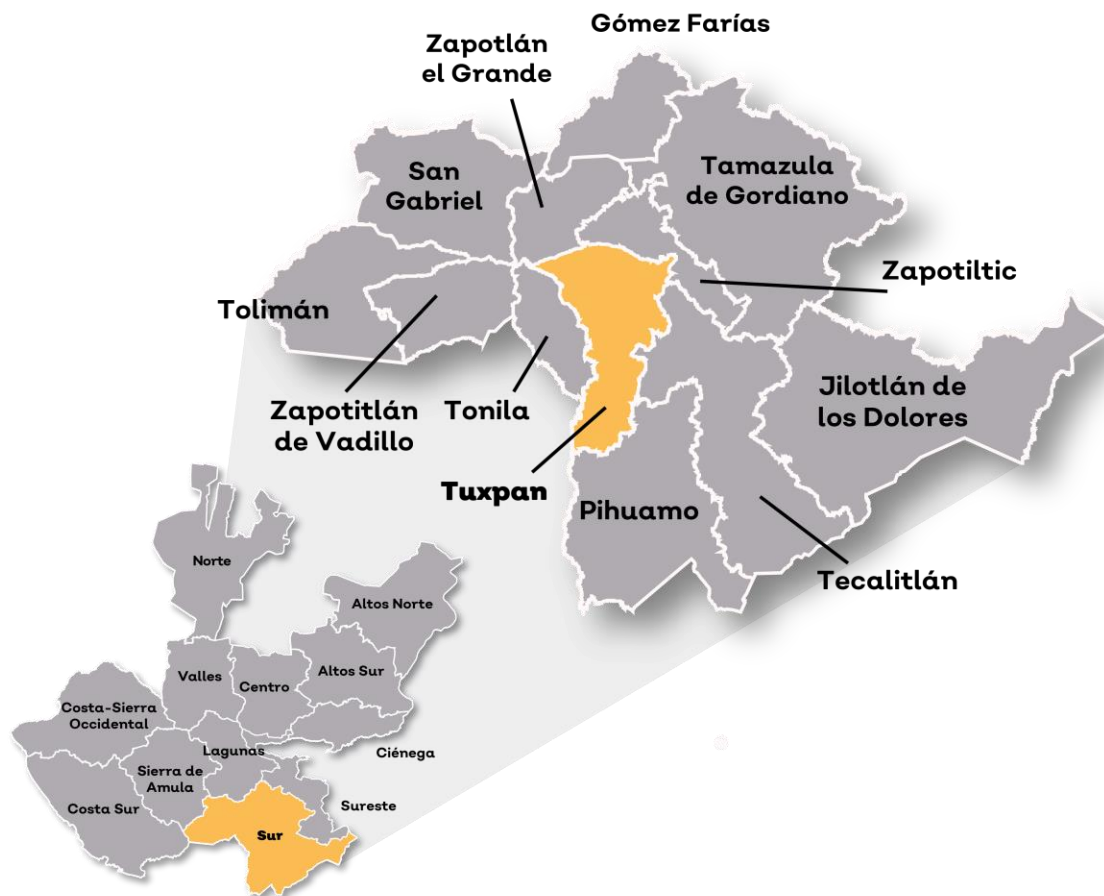 Gómez Farías
Zapotlán
el Grande
San
Gabriel
Tamazula
de Gordiano
Zapotiltic
Tolimán
Jilotlán de
los Dolores
Zapotitlán
de Vadillo
Tonila
Tuxpan
Pihuamo
Tecalitlán
Norte
Altos Norte
Valles
Centro
Altos Sur
Costa-Sierra
Occidental
Lagunas
Ciénega
Sierra de
Amula
Costa Sur
Sureste
Sur